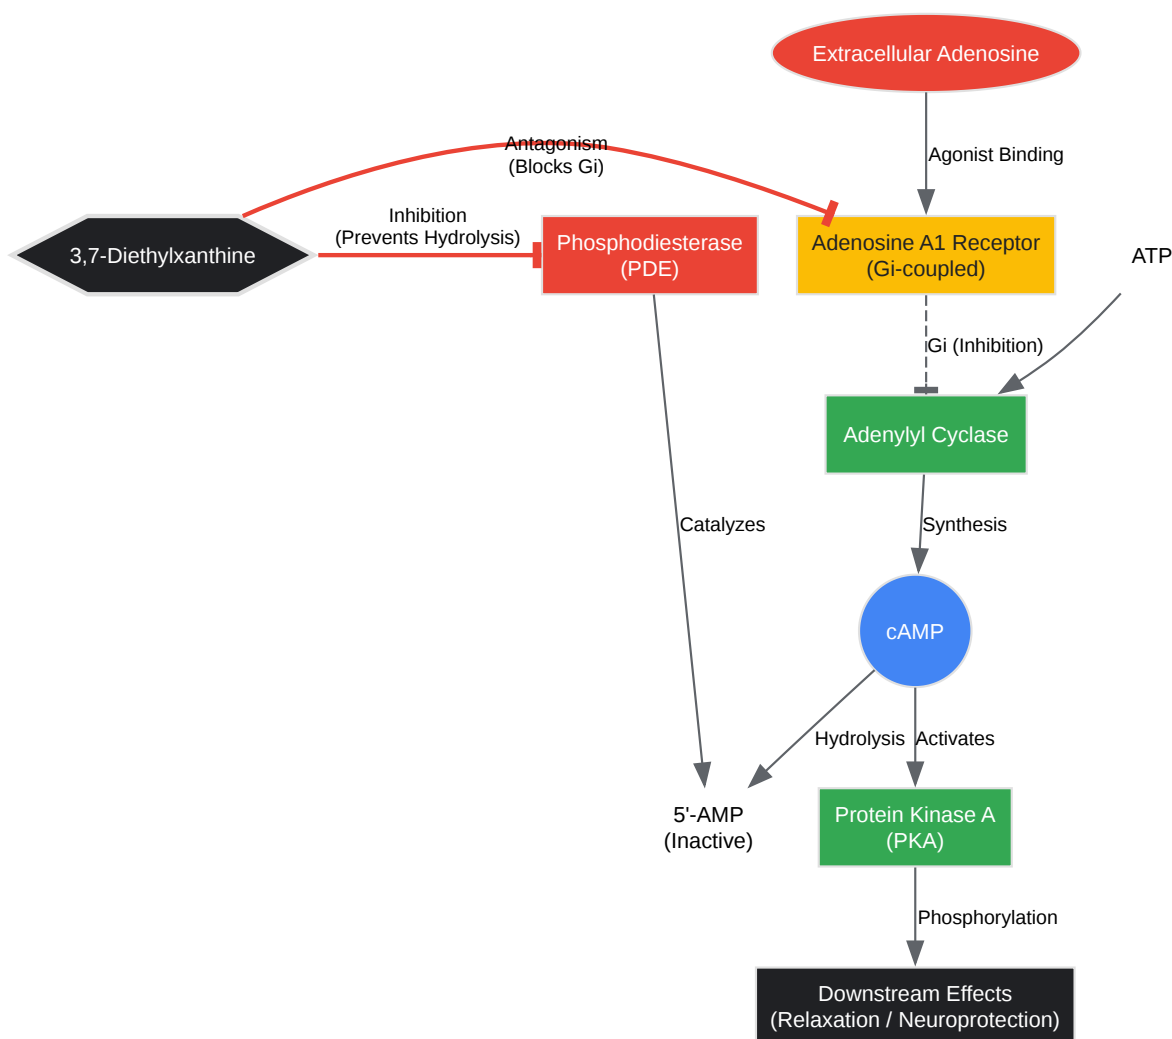 Extracellular Adenosine
Antagonism
(Blocks Gi)
Agonist Binding
Inhibition
(Prevents Hydrolysis)
3,7-Diethylxanthine
Phosphodiesterase
(PDE)
Adenosine A1 Receptor
(Gi-coupled)
ATP
Gi (Inhibition)
Adenylyl Cyclase
Catalyzes
Synthesis
cAMP
Hydrolysis
Activates
5'-AMP
(Inactive)
Protein Kinase A
(PKA)
Phosphorylation
Downstream Effects
(Relaxation / Neuroprotection)